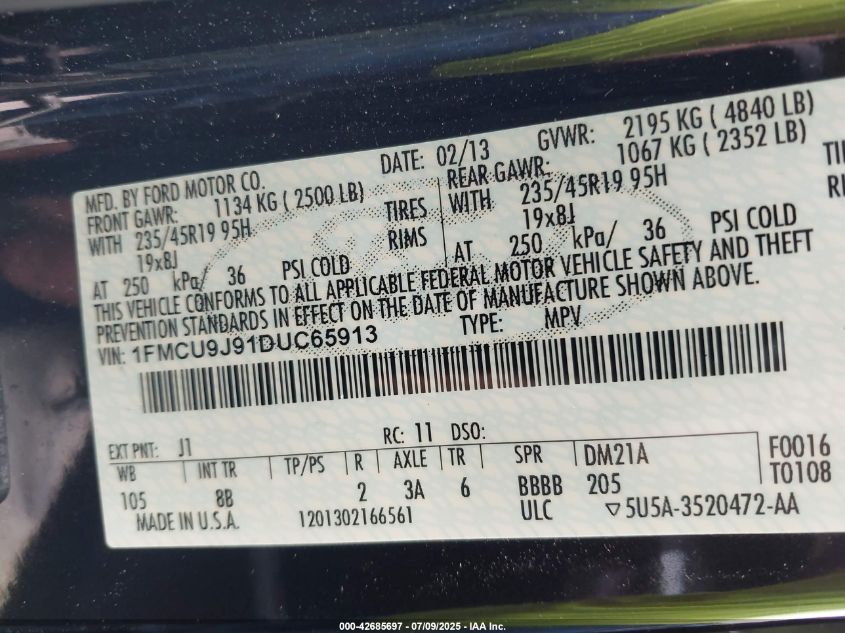 MFD. BY FORD MOTOR CO.
DATE: 02/13
GVWR: 2195 KG ( 4840 LB)
FRONT GAWR: 1134 KG ( 2500 LB)
REAR GAWR: 1067 KG ( 2352 LB)
WITH 235/45R19 95H TIRES
WITH 235/45R19 95H TI
19x8J RIMS
19x8J RI
AT 250 kPa/ 36 PSI COLD
AT 250 kPa/ 36 PSI COLD
THIS VEHICLE CONFORMS TO ALL APPLICABLE FEDERAL MOTOR VEHICLE SAFETY AND THEFT
PREVENTION STANDARDS IN EFFECT ON THE DATE OF MANUFACTURE SHOWN ABOVE.
VIN: 1FMCU9J91DUC65913 TYPE: MPV
EXT PNT: J1 RC: 11 DSO:
WB INT TR TP/PS R AXLE TR SPR DM21A F0016
105 8B 2 3A 6 BBBB 205 T0108
MADE IN U.S.A. 1201302166561 ULC ▽5U5A-3520472-AA
000-42685697 - 07/09/2025 - IAA Inc.